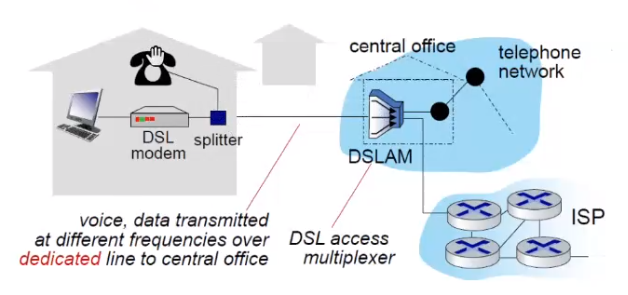 central office
telephone
network
DSL
modem
splitter
DSLAM
voice, data transmitted
at different frequencies over
dedicated line to central office
DSL access
multiplexer
ISP